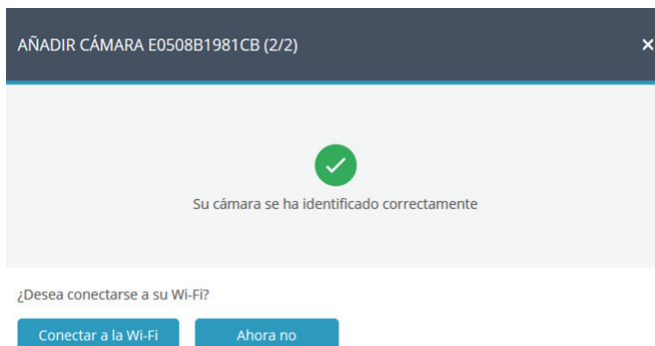 AÑADIR CÁMARA E0508B1981CB (2/2)
Su cámara se ha identificado correctamente
¿Desea conectarse a su Wi-Fi?
Conectar a la Wi-Fi Ahora no